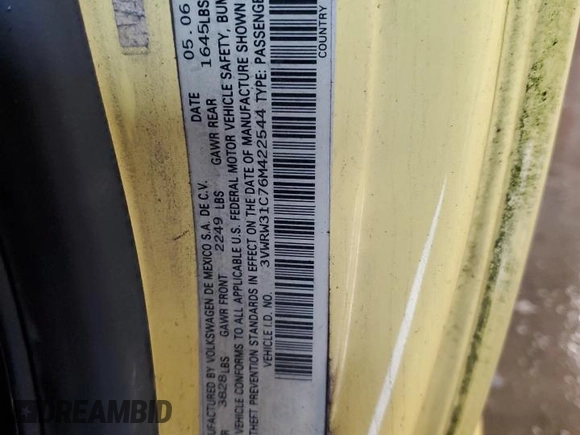 UFACTURED BY VOLKSWAGEN DE MEXICO S.A. DE C.V. DATE 05.06
3828LBS GAWR FRONT 2249 LBS GAWR REAR 1645LBS
VEHICLE CONFORMS TO ALL APPLICABLE U.S. FEDERAL MOTOR VEHICLE SAFETY, BUM
THEFT PREVENTION STANDARDS IN EFFECT ON THE DATE OF MANUFACTURE SHOWN
VEHICLE I.D. NO. 3VWRW31C76M422544 TYPE: PASSENGE
COUNTRY
DREAMBID